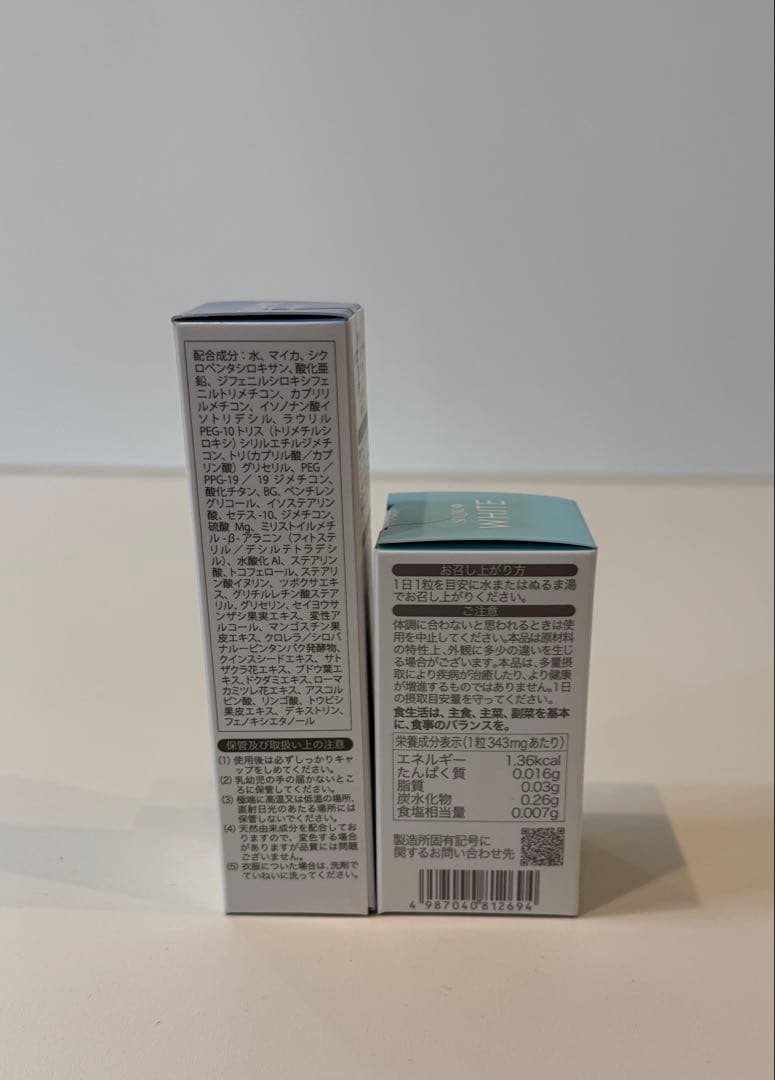 配合成分：水、マイカ、シク
ロペンタシロキサン、酸化亜
鉛、ジフェニルシロキシフェ
ニルトリメチコン、カプリリ
ルメチコン、イソノナン酸イ
ソトリデシル、ラウリル
PEG-10トリス（トリメチルシ
ロキシ）シリルエチルジメチ
コン、トリ（カプリル酸／カプ
リン酸）グリセリル、PEG／
PPG-19／19ジメチコン、
酸化チタン、BG、ペンチレン
グリコール、イソステアリン
酸、セテス-10、ジメチコン、
硫酸Mg、ミリストイルメチ
ル-β-アラニン（フィトステ
リル／デシルテトラデシ
ル）、水酸化Al、ステアリン
酸、トコフェロール、ステアリ
ン酸イヌリン、ツボクサエキ
ス、グリチルレチン酸ステア
リル、グリセリン、セイヨウサ
ンザシ果実エキス、変性ア
ルコール、マンゴスチン果
皮エキス、クロレラ／シロバ
ナルーピンタンパク発酵物、
クインスシードエキス、サト
ザクラ花エキス、ブドウ葉エ
キス、ドクダミエキス、ローマ
カミツレ花エキス、アスコル
ビン酸、リンゴ酸、トウビシ
果皮エキス、デキストリン、
フェノキシエタノール
保管及び取扱い上の注意
(1) 使用後は必ずしっかりキャ
ップをしめてください。
(2) 乳幼児の手の届かないとこ
ろに保管してください。
(3) 極端に高温又は低温の場所、
直射日光のあたる場所には
保管しないでください。
(4) 天然由来成分を配合してお
りますので、変色する場合
がありますが品質には問題
ございません。
(5) 衣服についた場合は、洗剤で
ていねいに洗ってください。
WHITE
お召し上がり方
1日1粒を目安に水またはぬるま湯
でお召し上がりください。
ご注意
体調に合わないと思われるときは使
用を中止してください。本品は原材料
の特性上、外観に多少の違いを生じ
る場合がございます。本品は、多量摂
取により疾病が治癒したり、より健康
が増進するものではありません。1日
の摂取目安量を守ってください。
食生活は、主食、主菜、副菜を基本
に、食事のバランスを。
栄養成分表示（1粒343mgあたり）
エネルギー 1.36kcal
たんぱく質 0.016g
脂質 0.03g
炭水化物 0.26g
食塩相当量 0.007g
製造所固有記号に
関するお問い合わせ先
4 987040 812694